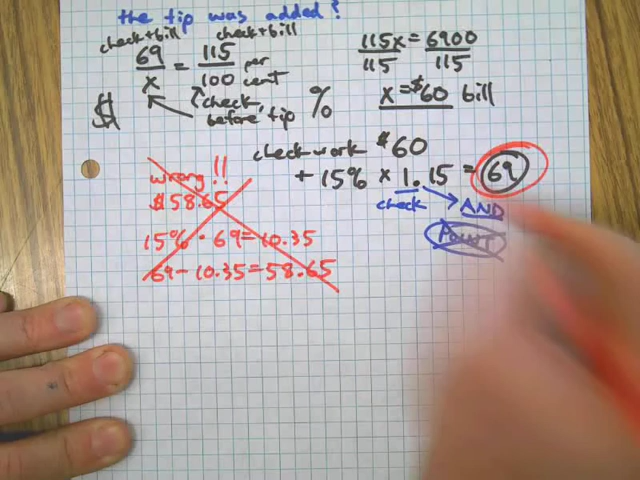 the tip was added?
check+bill check+bill
69/x = 115/100 per cent
$ check, before tip %
115x = 6900
115 115
x = $60 bill
check work $60
+ 15% × 1.15 = 69
check AND
POINT
wrong!!
$58.65
15% · 69 = 10.35
69 - 10.35 = 58.65